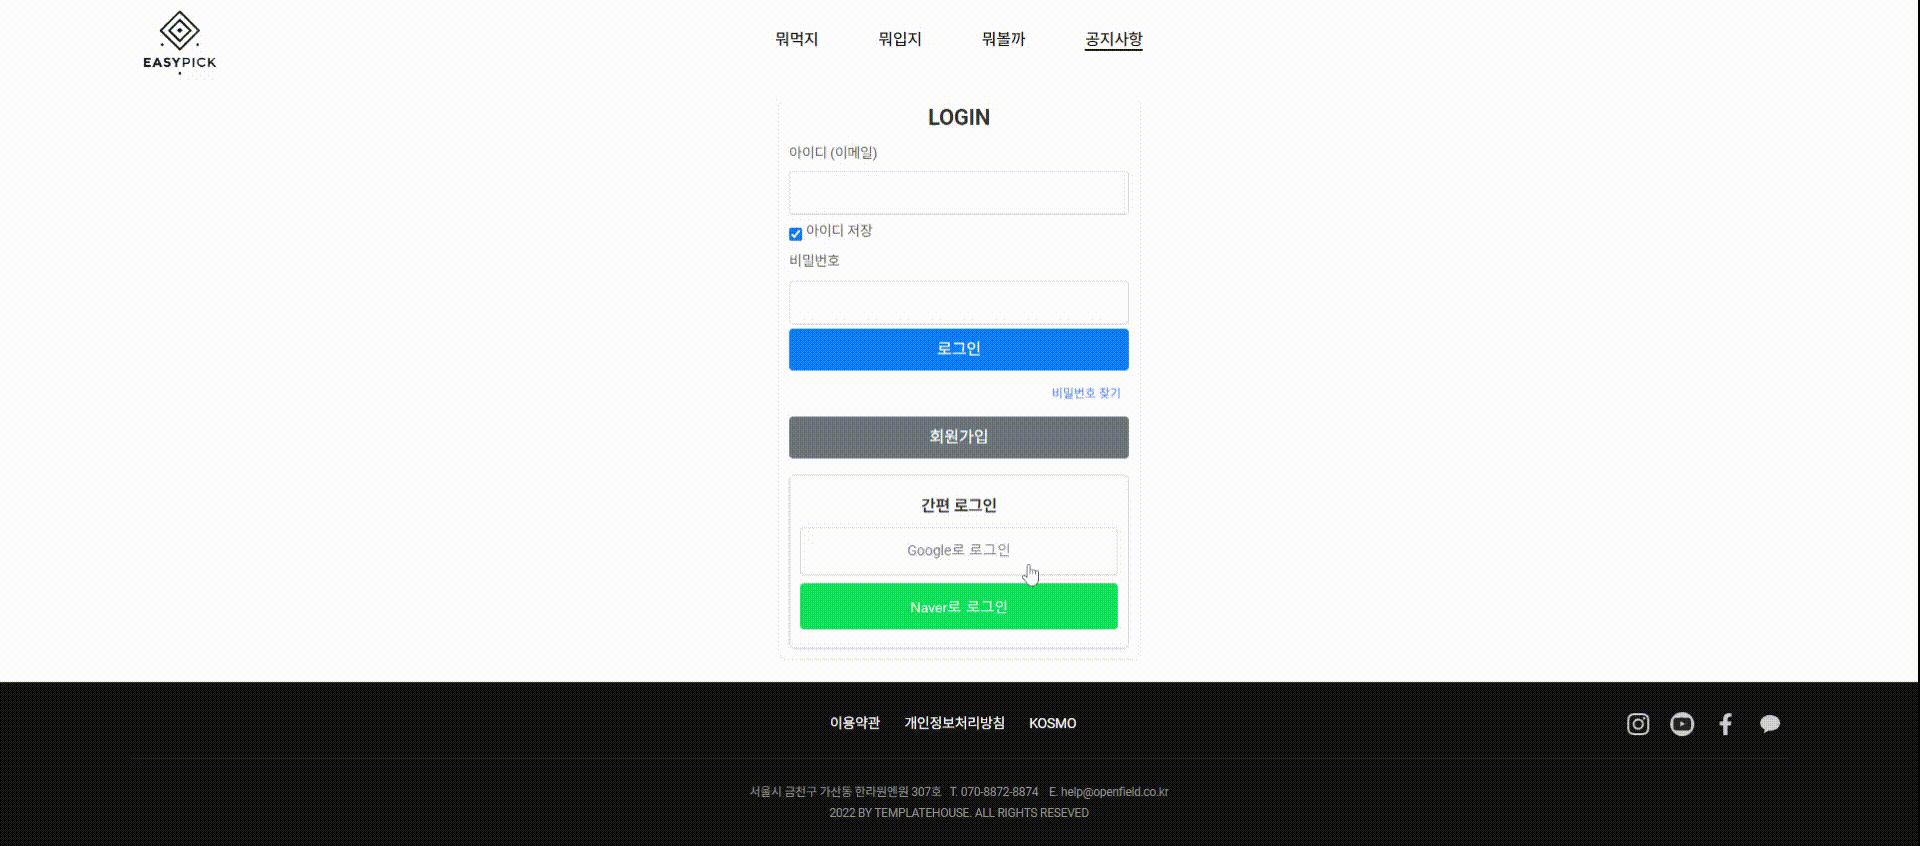 EASYPICK
뭐먹지 뭐입지 뭐볼까 공지사항
LOGIN
아이디 (이메일)
아이디 저장
비밀번호
로그인
비밀번호 찾기
회원가입
간편 로그인
Google로 로그인
Naver로 로그인
이용약관 개인정보처리방침 KOSMO
서울시 금천구 가산동 한라원엔원 307호 T. 070-8872-8874 E. help@openfield.co.kr
2022 BY TEMPLATEHOUSE. ALL RIGHTS RESEVED